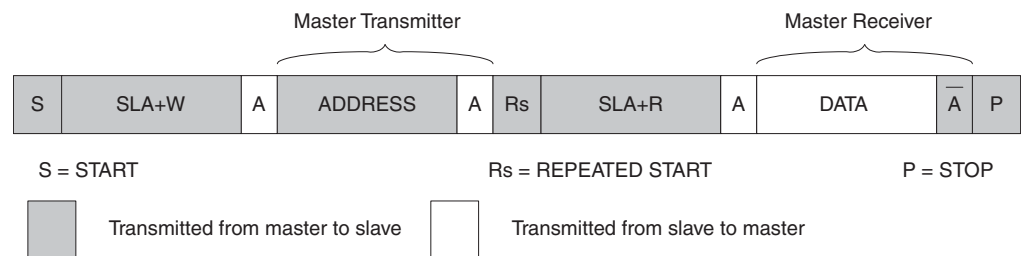 Master Transmitter Master Receiver
S SLA+W A ADDRESS A Rs SLA+R A DATA A̅ P
S = START Rs = REPEATED START P = STOP
Transmitted from master to slave Transmitted from slave to master